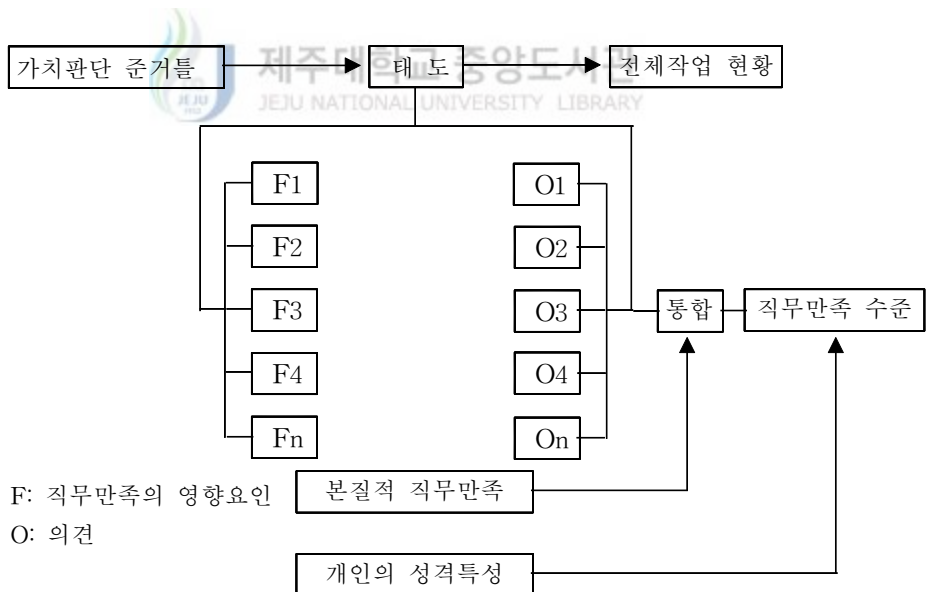 제주대학교 중앙도서관
JEJU NATIONAL UNIVERSITY LIBRARY
JEJU
1952
가치판단 준거틀
태 도
전체작업 현황
F1
O1
F2
O2
F3
O3
통합
직무만족 수준
F4
O4
Fn
On
F: 직무만족의 영향요인
본질적 직무만족
O: 의견
개인의 성격특성